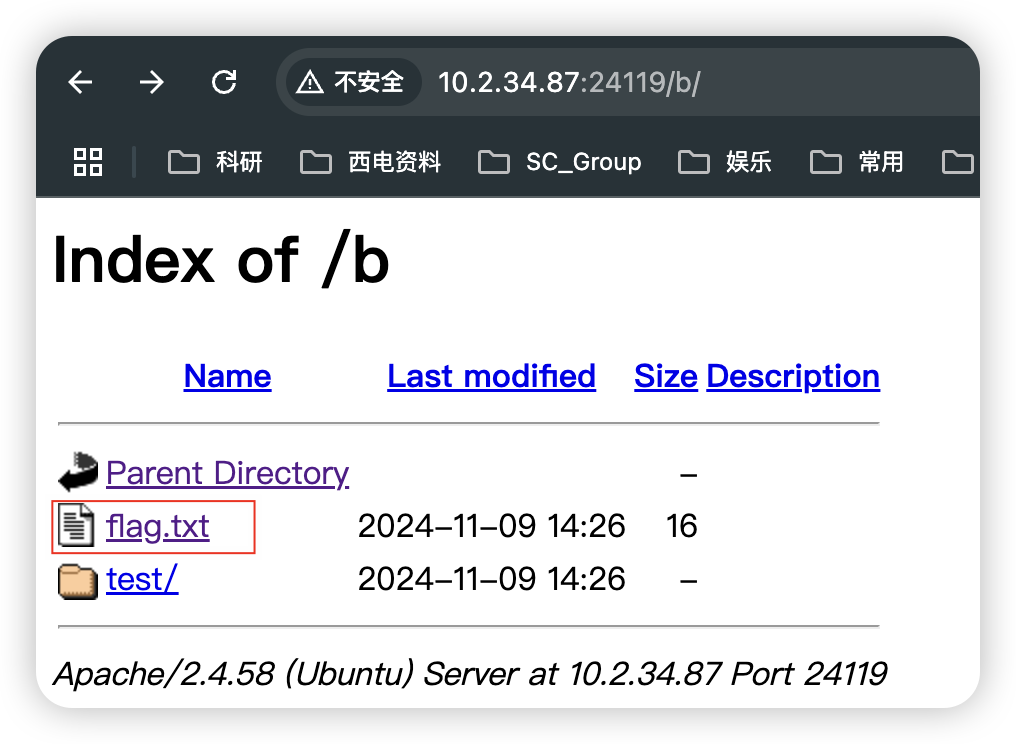 不安全 10.2.34.87:24119/b/
科研 西电资料 SC_Group 娱乐 常用
Index of /b
Name Last modified Size Description
Parent Directory –
flag.txt 2024–11–09 14:26 16
test/ 2024–11–09 14:26 –
Apache/2.4.58 (Ubuntu) Server at 10.2.34.87 Port 24119